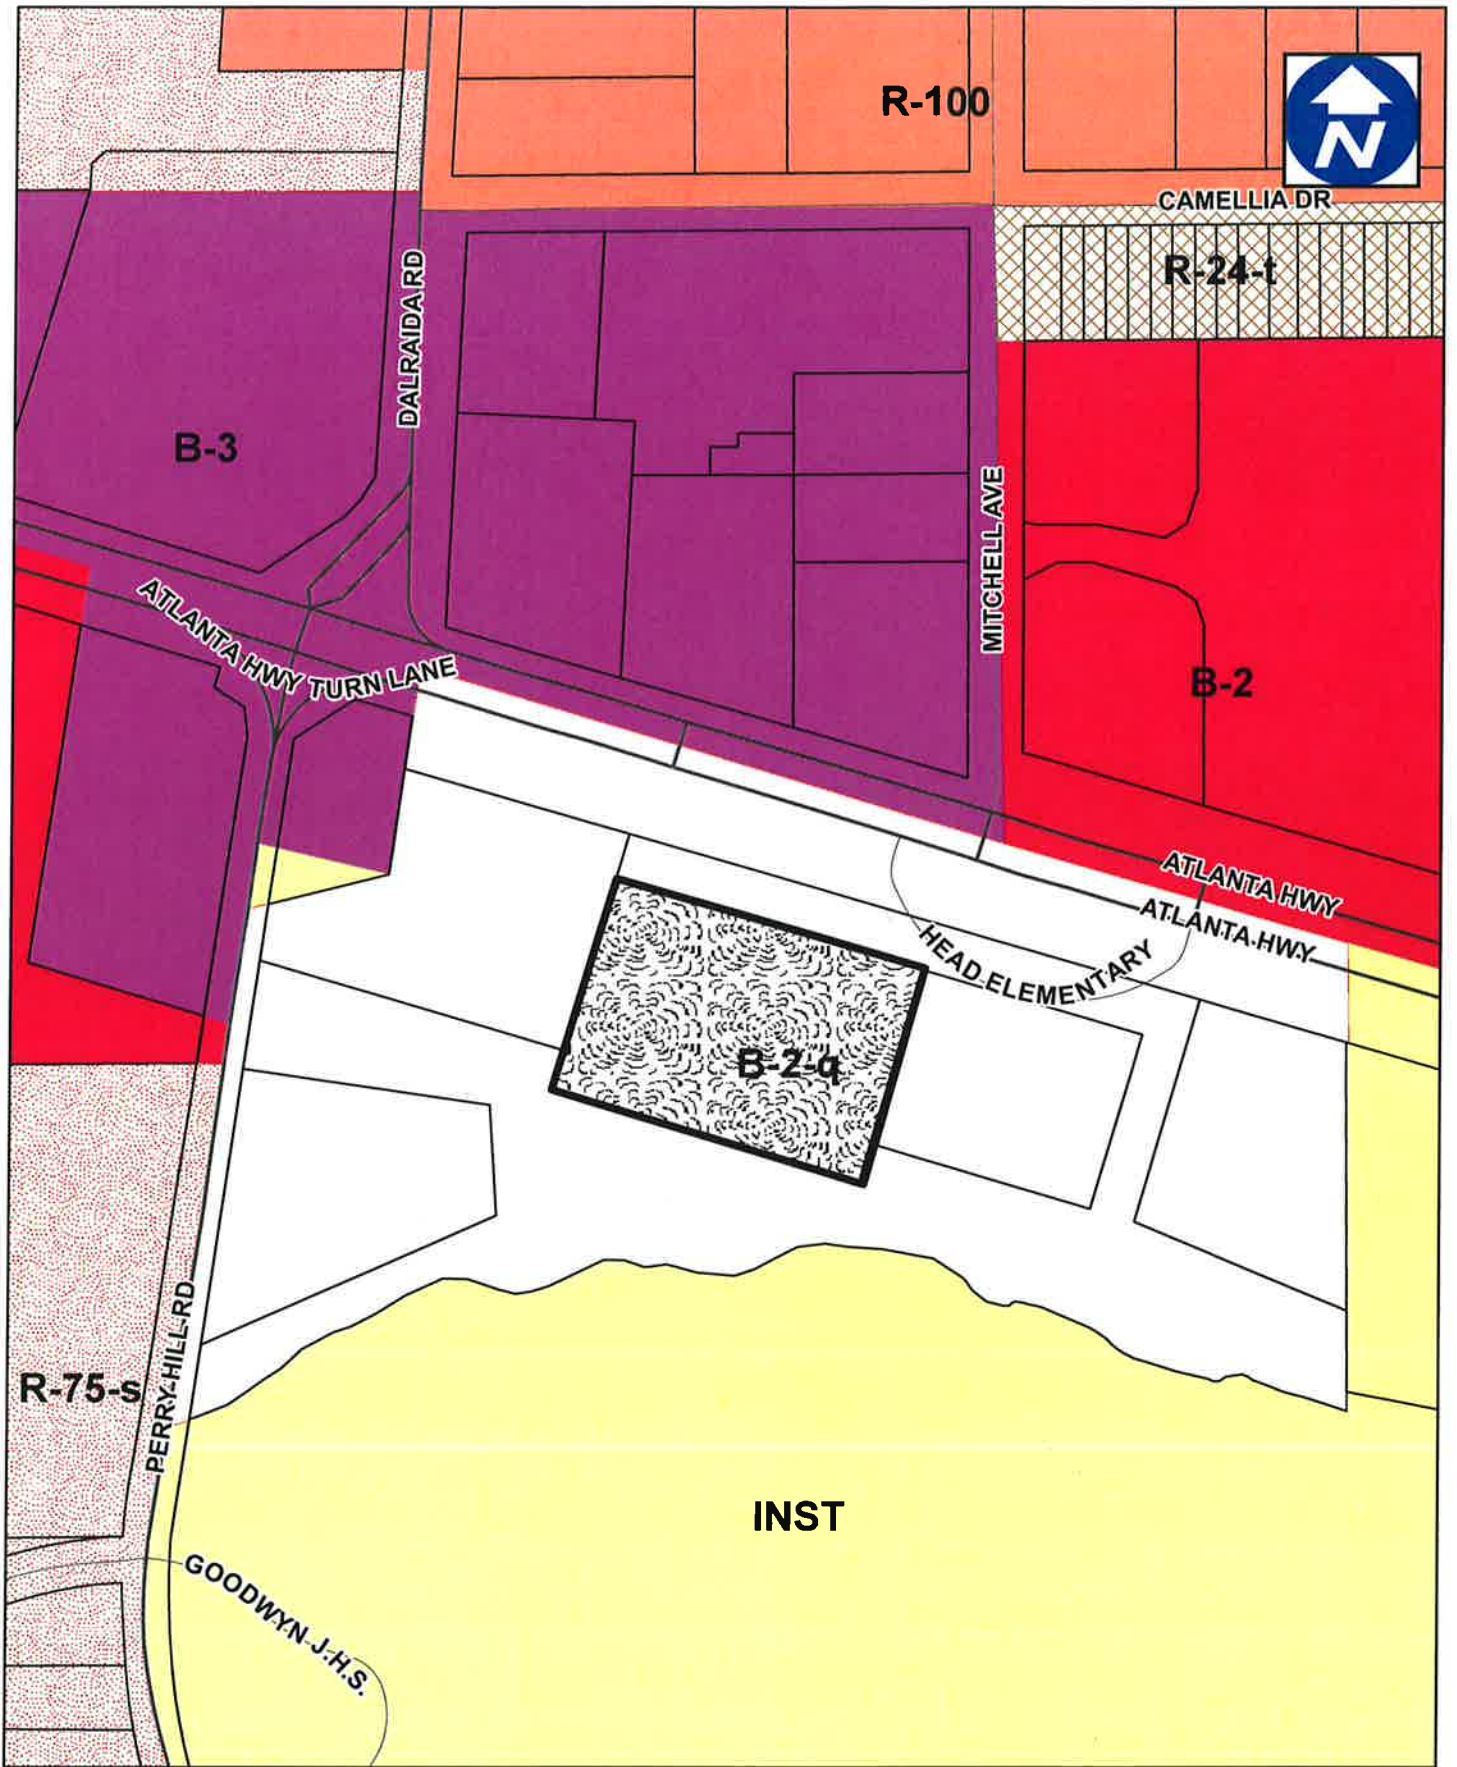 R-100
N
CAMELLIA DR
R-24-t
DALRAIDA RD
B-3
MITCHELL AVE
ATLANTA HWY TURN LANE
B-2
ATLANTA HWY
ATLANTA HWY
HEAD ELEMENTARY
B-2-q
PERRY HILL RD
R-75-s
INST
GOODWYN J.H.S.